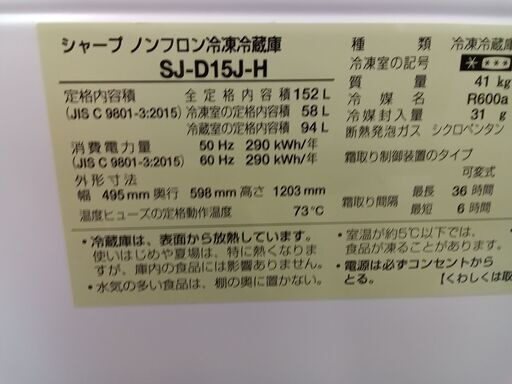 シャープ ノンフロン冷凍冷蔵庫
SJ-D15J-H
定格内容積 全定格内容積 152 L
(JIS C 9801-3:2015) 冷凍室の定格内容積 58 L
冷蔵室の定格内容積 94 L
消費電力量 50 Hz 290 kWh/年
(JIS C 9801-3:2015) 60 Hz 290 kWh/年
外形寸法
幅 495 mm 奥行 598 mm 高さ 1203 mm
温度ヒューズの定格動作温度 73℃
種類 冷凍冷蔵庫
冷凍室の記号
質量 41 kg
冷媒名 R600a
冷媒封入量 31 g
断熱発泡ガス シクロペンタン
霜取り制御装置のタイプ
可変式
霜取り間隔 最長 36 時間
最短 6 時間
・冷蔵庫は、表面から放熱しています。
使いはじめや夏場は、特に熱くなりま
すが、庫内の食品には影響ありません。
・水気の多い食品は、棚の奥に置かない。
・室温が約5℃以下では、
食品が凍ることがあります。
・電源は必ずコンセントから
とる。 【くわしくは取